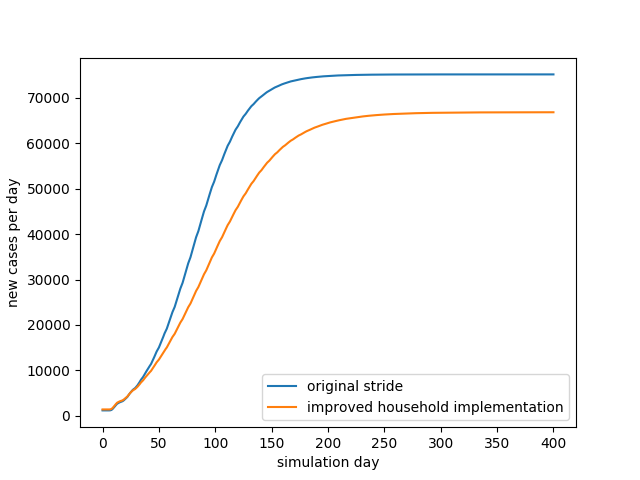 70000
60000
50000
40000
30000
20000
10000
0
new cases per day
original stride
improved household implementation
0 50 100 150 200 250 300 350 400
simulation day